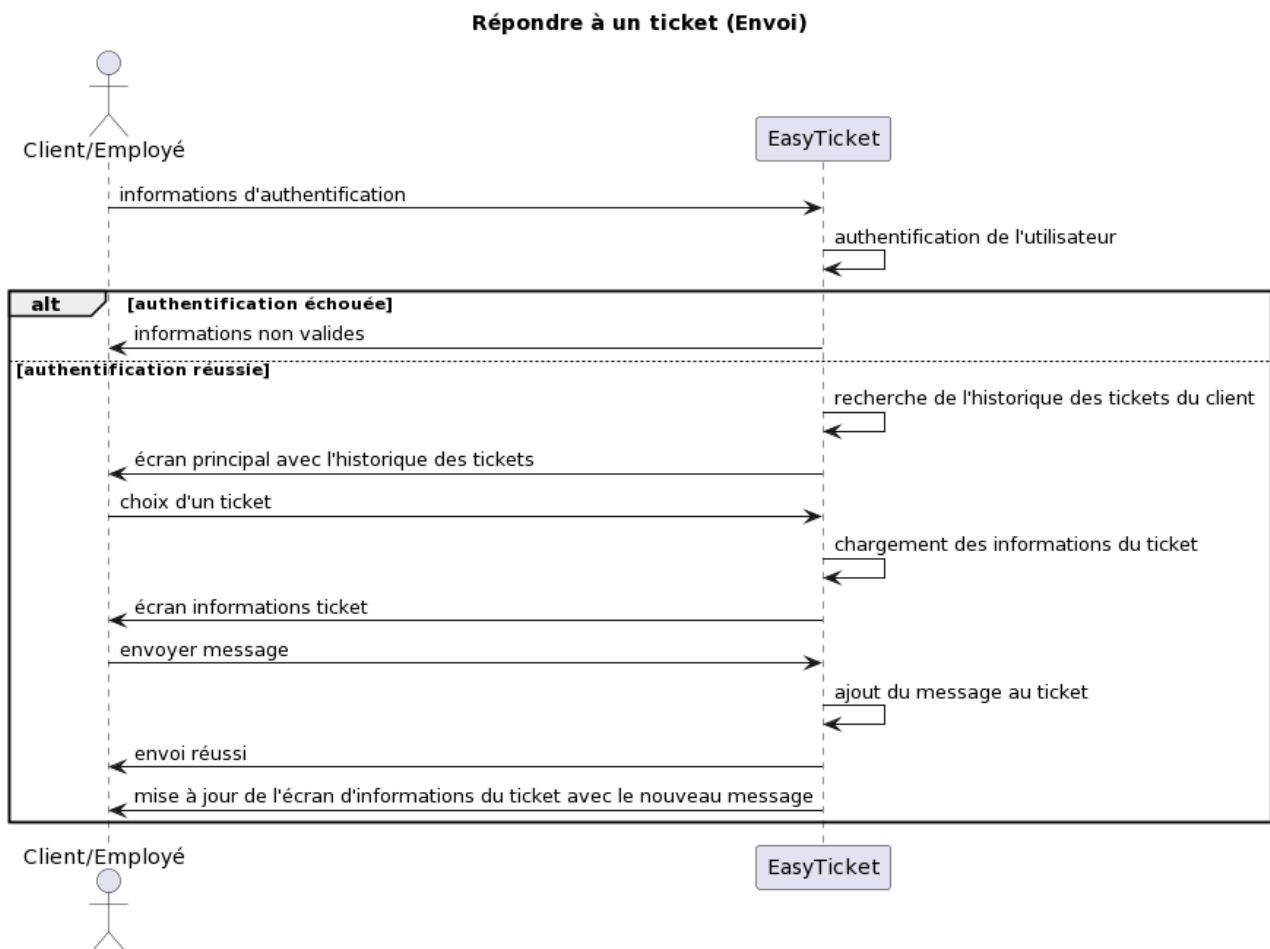 Répondre à un ticket (Envoi)
Client/Employé
EasyTicket
informations d'authentification
authentification de l'utilisateur
alt
[authentification échouée]
informations non valides
[authentification réussie]
recherche de l'historique des tickets du client
écran principal avec l'historique des tickets
choix d'un ticket
chargement des informations du ticket
écran informations ticket
envoyer message
ajout du message au ticket
envoi réussi
mise à jour de l'écran d'informations du ticket avec le nouveau message
Client/Employé
EasyTicket